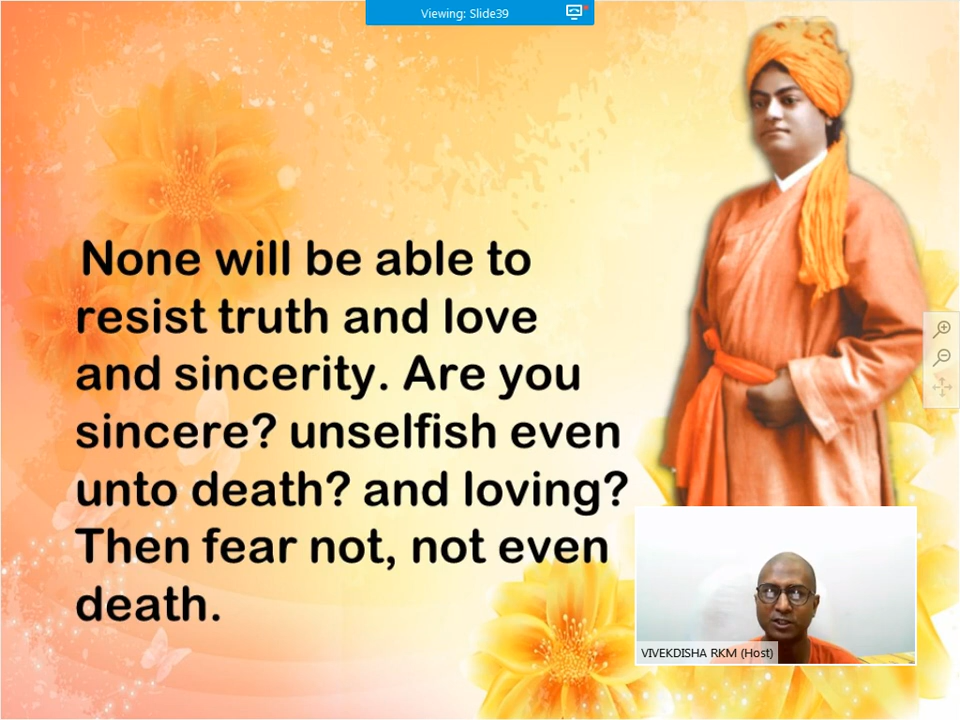 Viewing: Slide39
None will be able to
resist truth and love
and sincerity. Are you
sincere? unselfish even
unto death? and loving?
Then fear not, not even
death.
VIVEKDISHA RKM (Host)